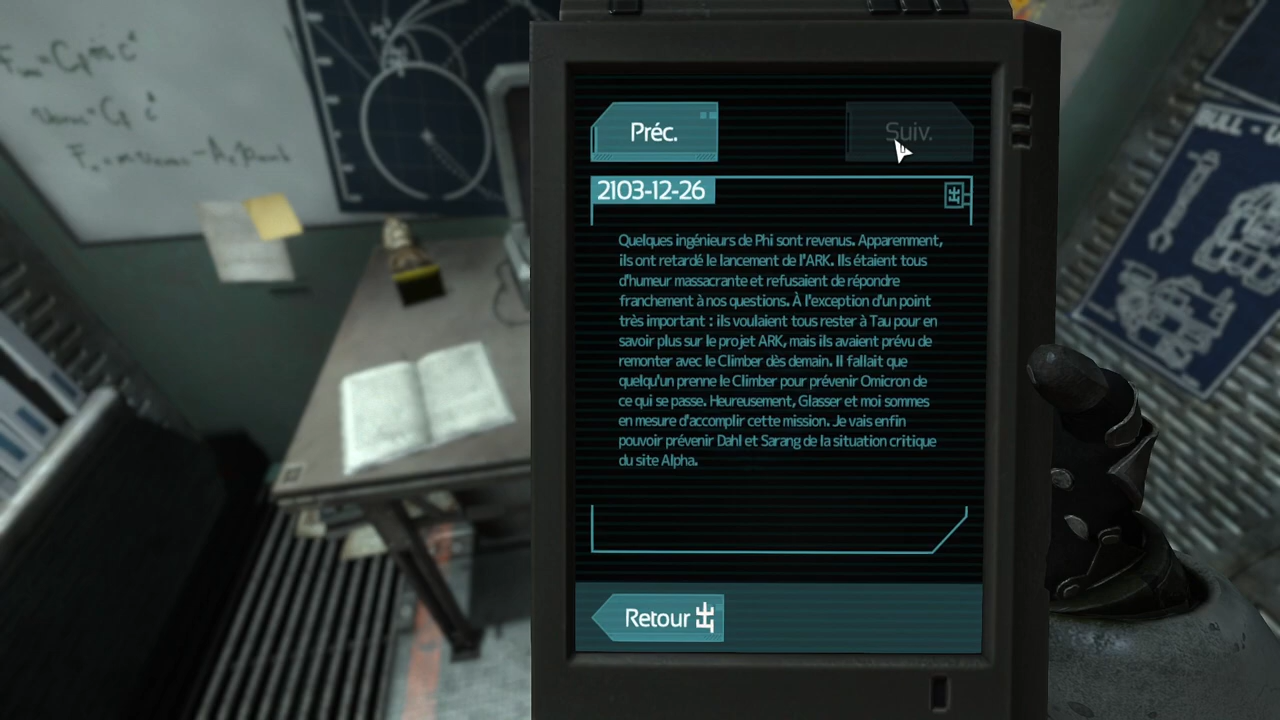 Préc.
Suiv.
2103-12-26
Quelques ingénieurs de Phi sont revenus. Apparemment,
ils ont retardé le lancement de l'ARK. Ils étaient tous
d'humeur massacrante et refusaient de répondre
franchement à nos questions. À l'exception d'un point
très important : ils voulaient tous rester à Tau pour en
savoir plus sur le projet ARK, mais ils avaient prévu de
remonter avec le Climber dès demain. Il fallait que
quelqu'un prenne le Climber pour prévenir Omicron de
ce qui se passe. Heureusement, Glasser et moi sommes
en mesure d'accomplir cette mission. Je vais enfin
pouvoir prévenir Dahl et Sarang de la situation critique
du site Alpha.
Retour